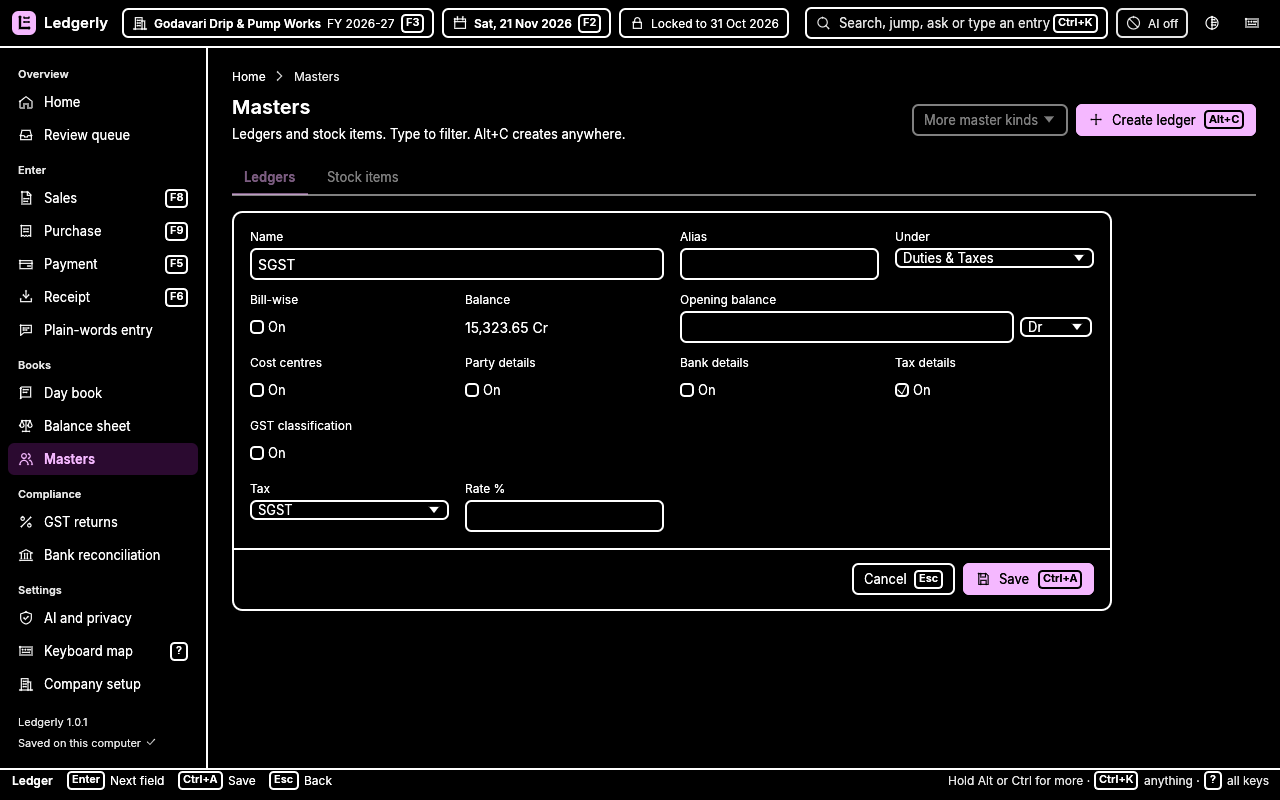 Ledgerly
Godavari Drip & Pump Works FY 2026-27 F3
Sat, 21 Nov 2026 F2
Locked to 31 Oct 2026
Search, jump, ask or type an entry Ctrl+K
AI off
Overview
Home
Review queue
Enter
Sales F8
Purchase F9
Payment F5
Receipt F6
Plain-words entry
Books
Day book
Balance sheet
Masters
Compliance
GST returns
Bank reconciliation
Settings
AI and privacy
Keyboard map ?
Company setup
Ledgerly 1.0.1
Saved on this computer
Home Masters
Masters
Ledgers and stock items. Type to filter. Alt+C creates anywhere.
More master kinds
Create ledger Alt+C
Ledgers Stock items
Name Alias Under
SGST Duties & Taxes
Bill-wise Balance Opening balance
On 15,323.65 Cr Dr
Cost centres Party details Bank details Tax details
On On On On
GST classification
On
Tax Rate %
SGST
Cancel Esc Save Ctrl+A
Ledger Enter Next field Ctrl+A Save Esc Back
Hold Alt or Ctrl for more · Ctrl+K anything · ? all keys